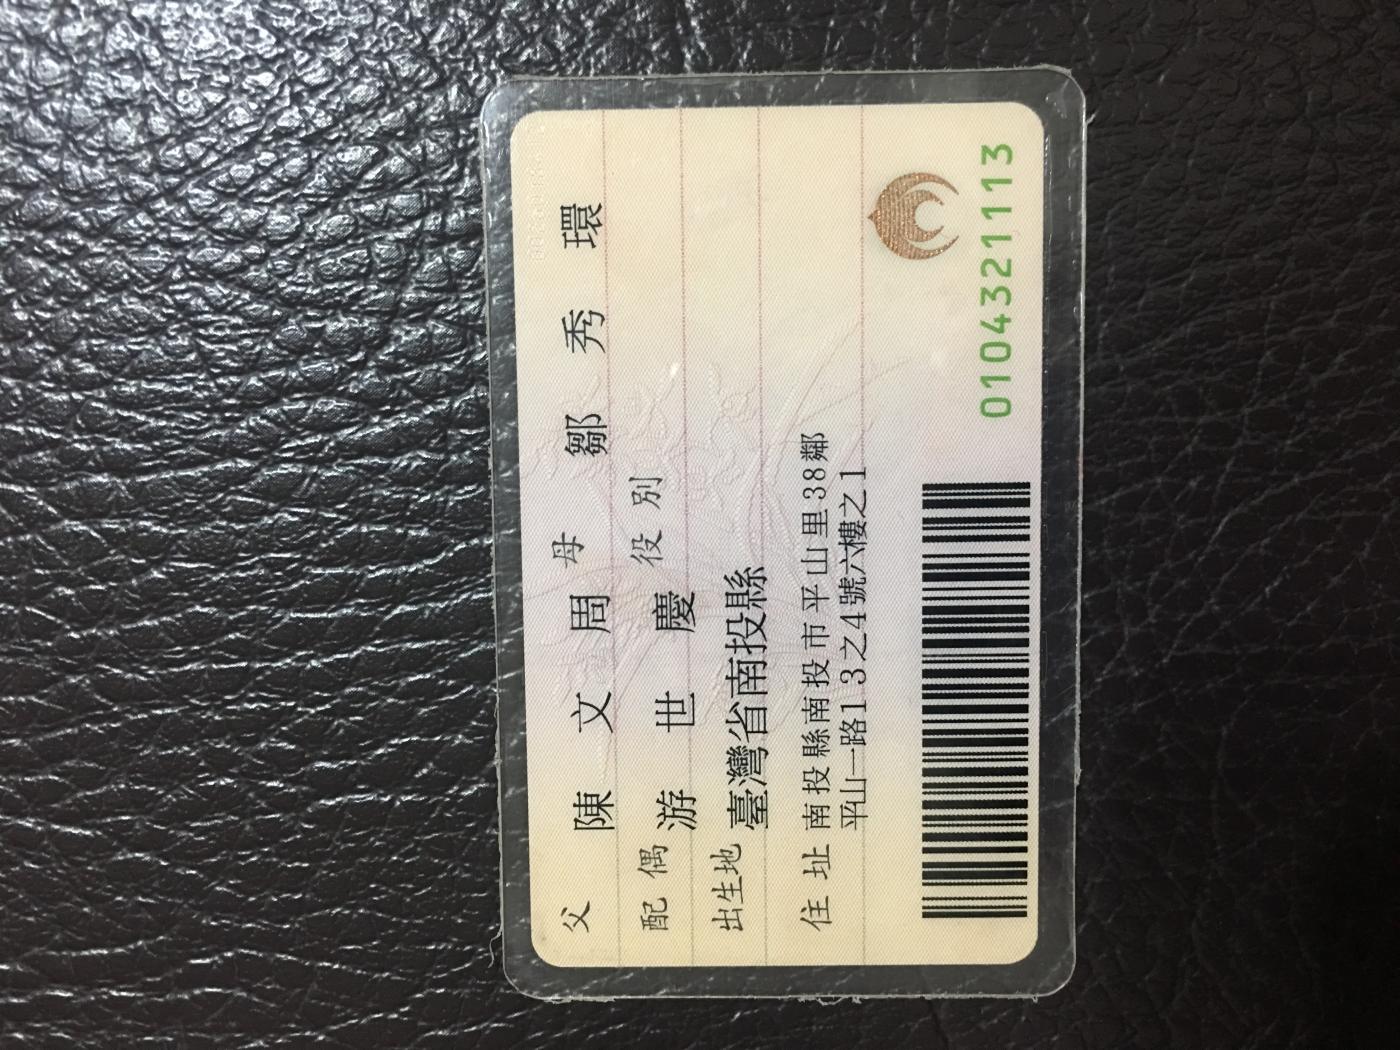 父 陳文周 母 鄒秀環
配偶 游世慶 役別
出生地 臺灣省南投縣
住址 南投縣南投市平山里38鄰
平山一路13之4號六樓之1
0104321113